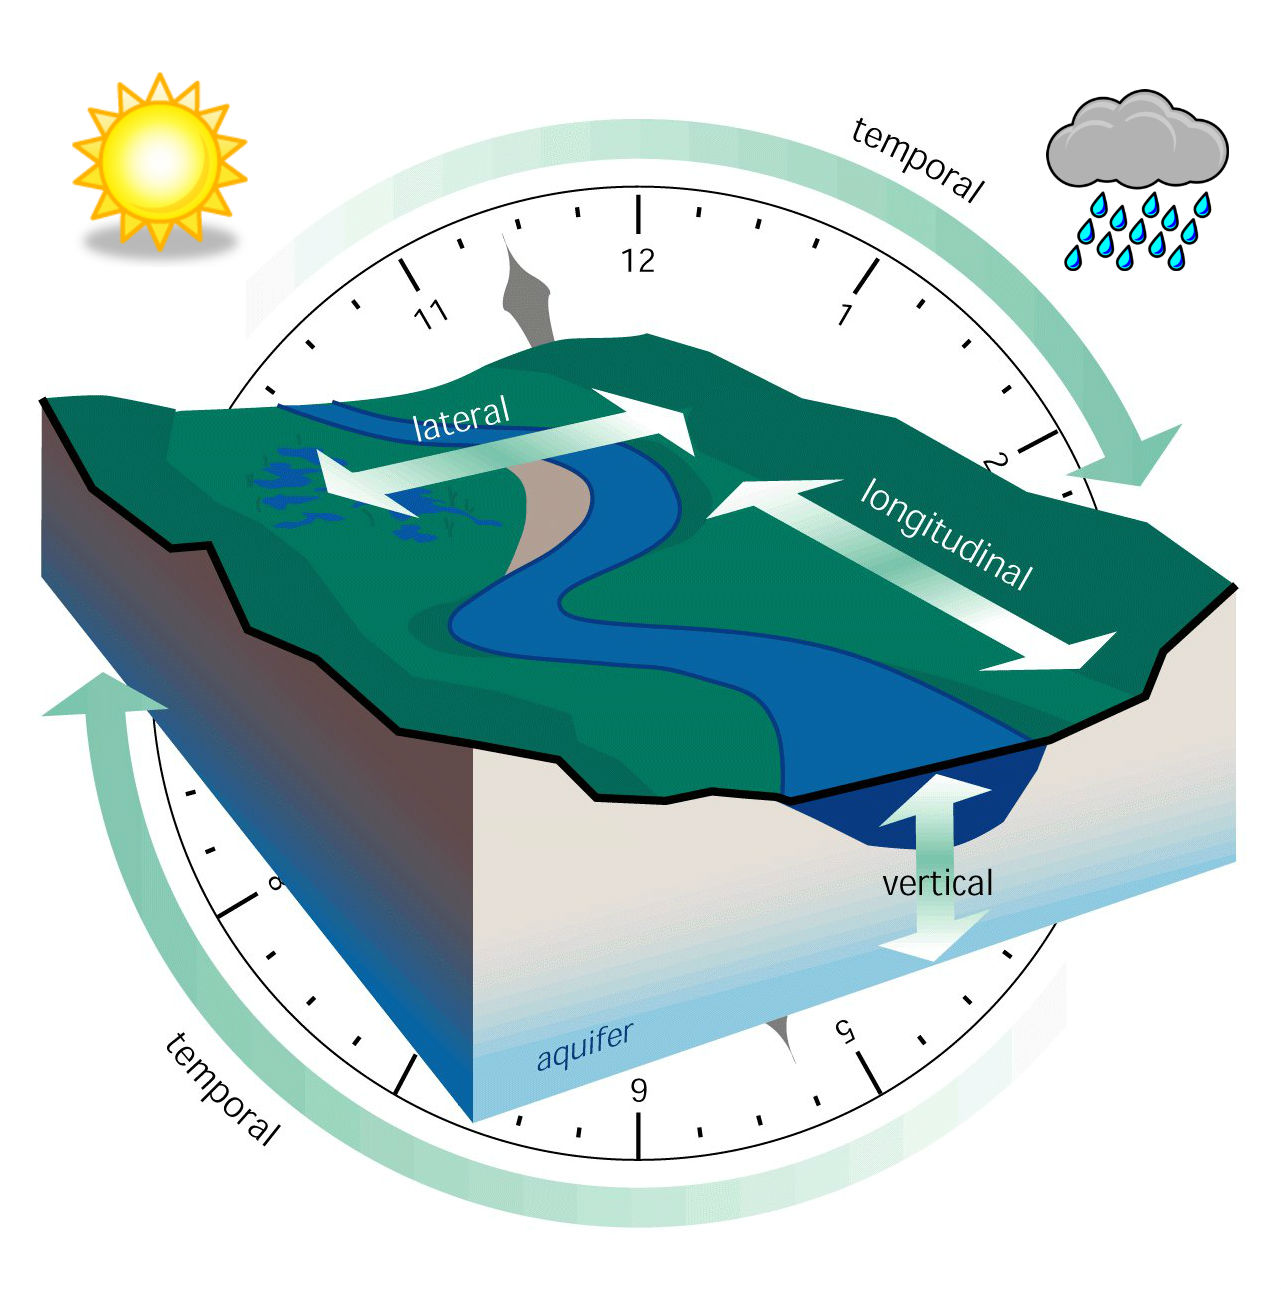 temporal
12
11
1
lateral
2
longitudinal
vertical
8
5
aquifer
temporal
6